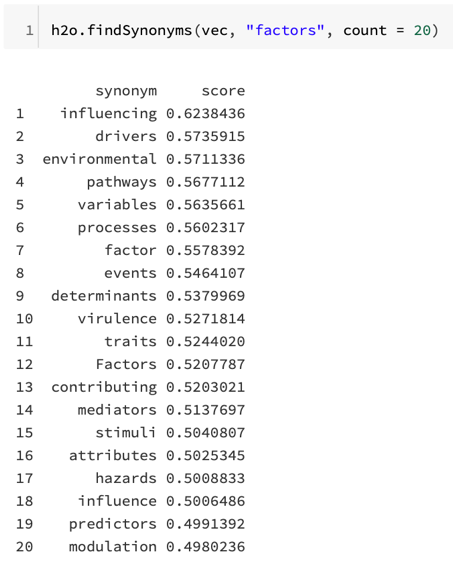 1 h2o.findSynonyms(vec, "factors", count = 20)
synonym score
1 influencing 0.6238436
2 drivers 0.5735915
3 environmental 0.5711336
4 pathways 0.5677112
5 variables 0.5635661
6 processes 0.5602317
7 factor 0.5578392
8 events 0.5464107
9 determinants 0.5379969
10 virulence 0.5271814
11 traits 0.5244020
12 Factors 0.5207787
13 contributing 0.5203021
14 mediators 0.5137697
15 stimuli 0.5040807
16 attributes 0.5025345
17 hazards 0.5008833
18 influence 0.5006486
19 predictors 0.4991392
20 modulation 0.4980236